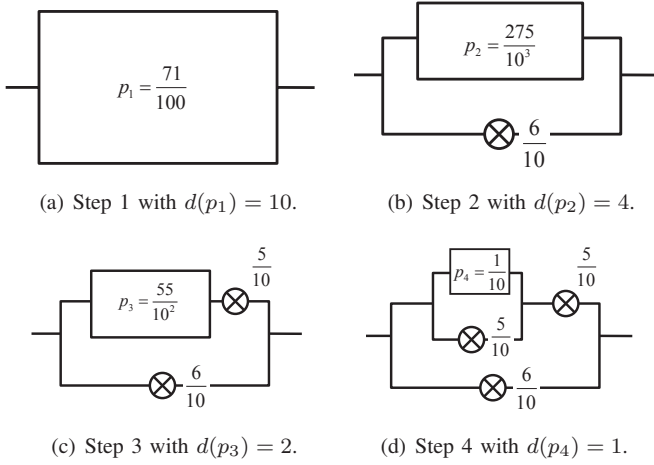 p₁ = 71/100
(a) Step 1 with d(p₁) = 10.
p₂ = 275/10³
6/10
(b) Step 2 with d(p₂) = 4.
5/10
p₃ = 55/10²
6/10
(c) Step 3 with d(p₃) = 2.
5/10
p₄ = 1/10
5/10
6/10
(d) Step 4 with d(p₄) = 1.